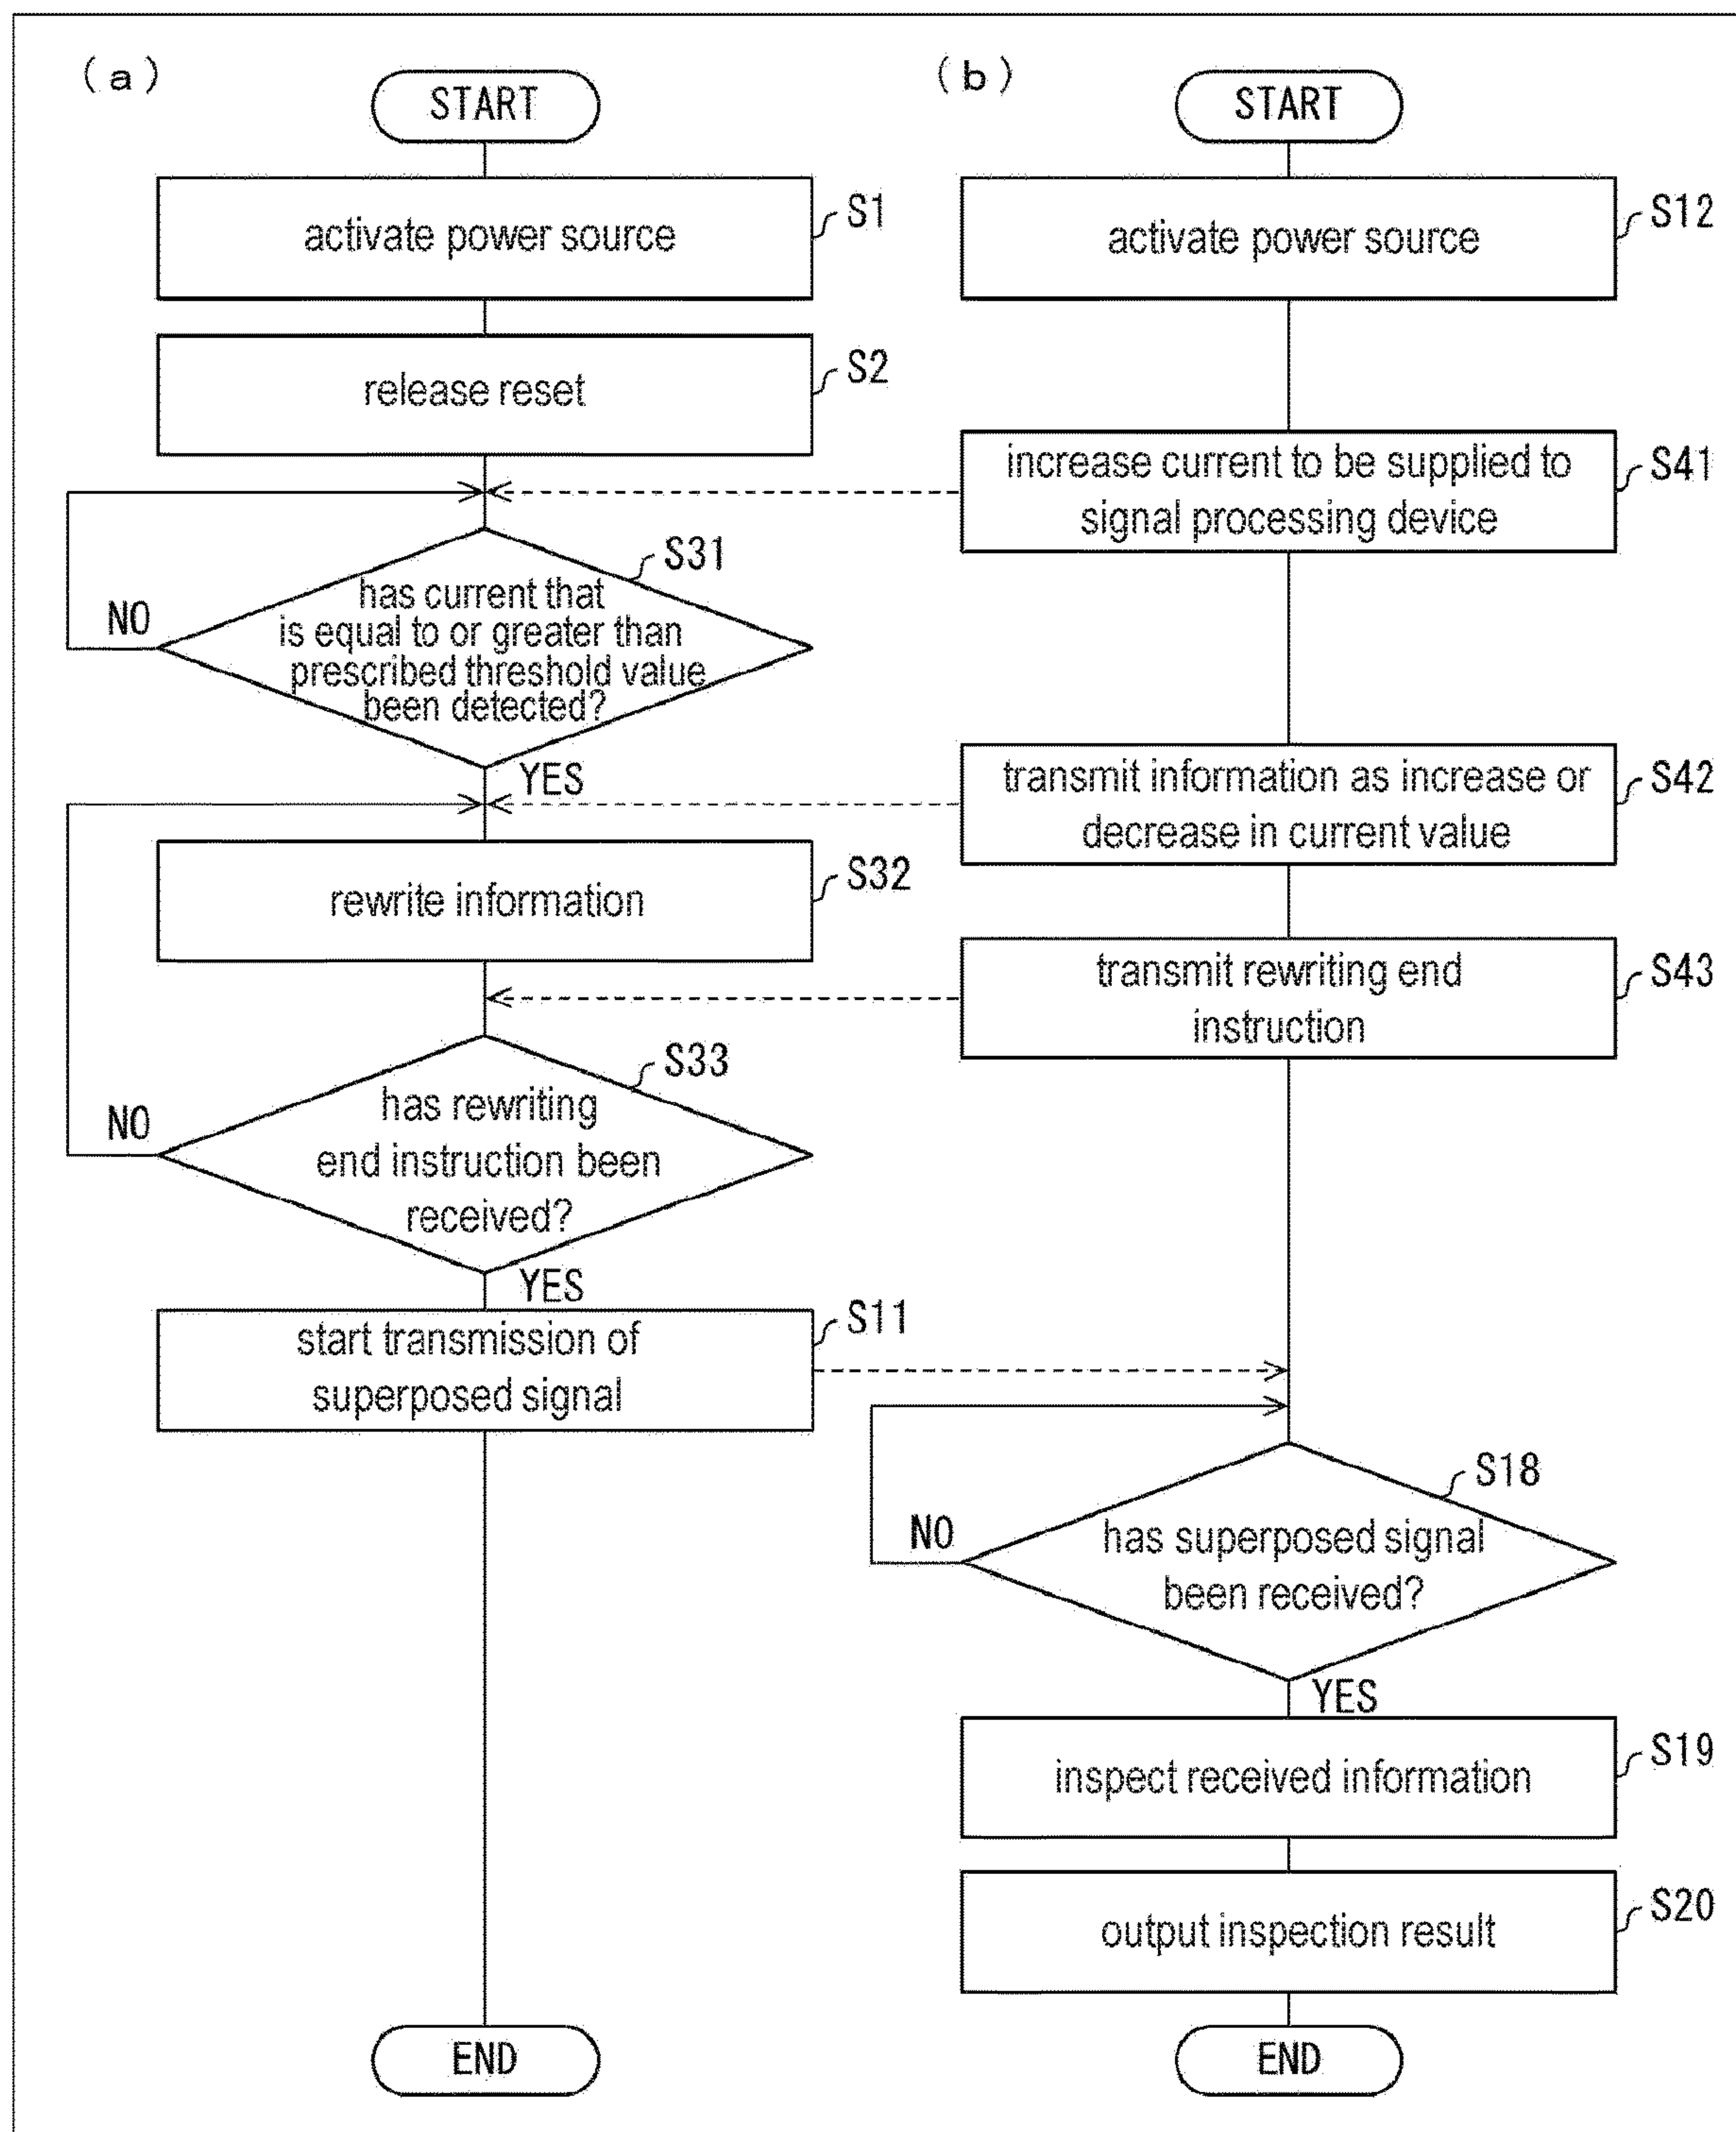 (a)
START
activate power source
S1
release reset
S2
S31
has current that
is equal to or greater than
prescribed threshold value
been detected?
NO
YES
rewrite information
S32
S33
has rewriting
end instruction been
received?
NO
YES
start transmission of
superposed signal
S11
END
(b)
START
activate power source
S12
increase current to be supplied to
signal processing device
S41
transmit information as increase or
decrease in current value
S42
transmit rewriting end
instruction
S43
S18
has superposed signal
been received?
NO
YES
inspect received information
S19
output inspection result
S20
END